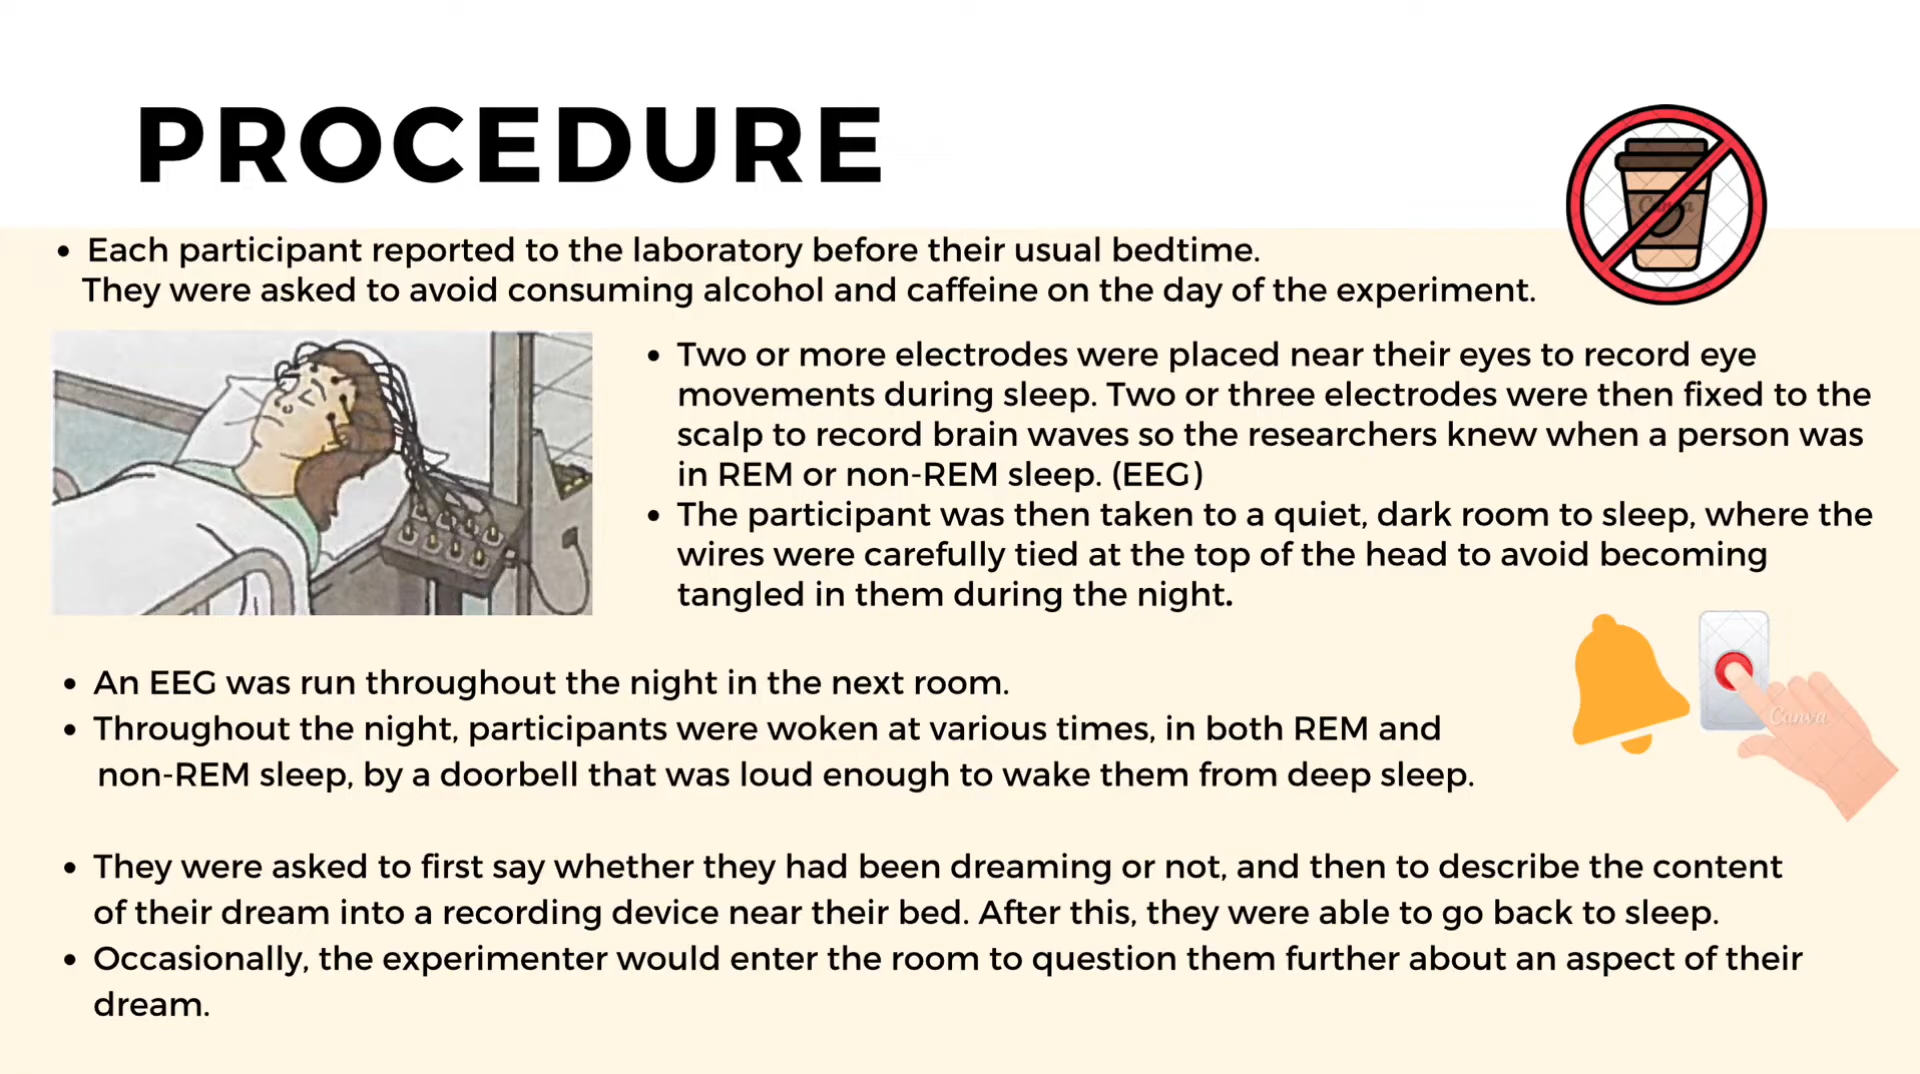 PROCEDURE
• Each participant reported to the laboratory before their usual bedtime.
They were asked to avoid consuming alcohol and caffeine on the day of the experiment.
Canva
• Two or more electrodes were placed near their eyes to record eye
movements during sleep. Two or three electrodes were then fixed to the
scalp to record brain waves so the researchers knew when a person was
in REM or non-REM sleep. (EEG)
• The participant was then taken to a quiet, dark room to sleep, where the
wires were carefully tied at the top of the head to avoid becoming
tangled in them during the night.
• An EEG was run throughout the night in the next room.
• Throughout the night, participants were woken at various times, in both REM and
non-REM sleep, by a doorbell that was loud enough to wake them from deep sleep.
Canva
• They were asked to first say whether they had been dreaming or not, and then to describe the content
of their dream into a recording device near their bed. After this, they were able to go back to sleep.
• Occasionally, the experimenter would enter the room to question them further about an aspect of their
dream.